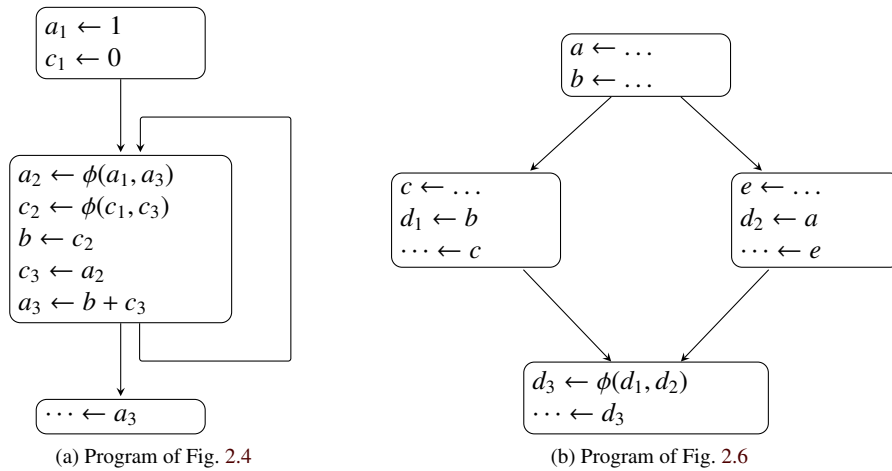 a₁ ← 1
c₁ ← 0
a₂ ← ϕ(a₁, a₃)
c₂ ← ϕ(c₁, c₃)
b ← c₂
c₃ ← a₂
a₃ ← b + c₃
⋯ ← a₃
(a) Program of Fig. 2.4
a ← …
b ← …
c ← …
d₁ ← b
⋯ ← c
e ← …
d₂ ← a
⋯ ← e
d₃ ← ϕ(d₁, d₂)
⋯ ← d₃
(b) Program of Fig. 2.6